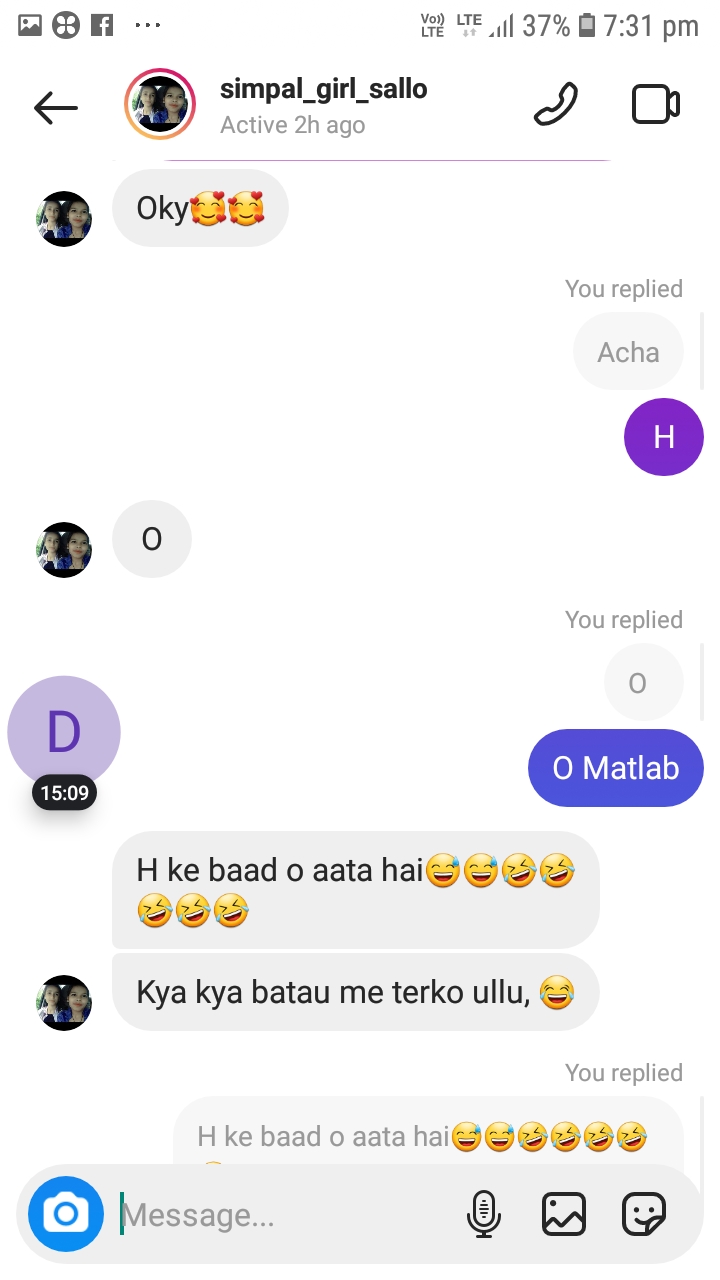 Vo)) LTE LTE 37% 7:31 pm
simpal_girl_sallo
Active 2h ago
Oky🥰🥰
You replied
Acha
H
O
You replied
O
D
15:09
O Matlab
H ke baad o aata hai😅😅🤣🤣
🤣🤣🤣
Kya kya batau me terko ullu, 😂
You replied
H ke baad o aata hai😅😅🤣🤣🤣🤣
Message...